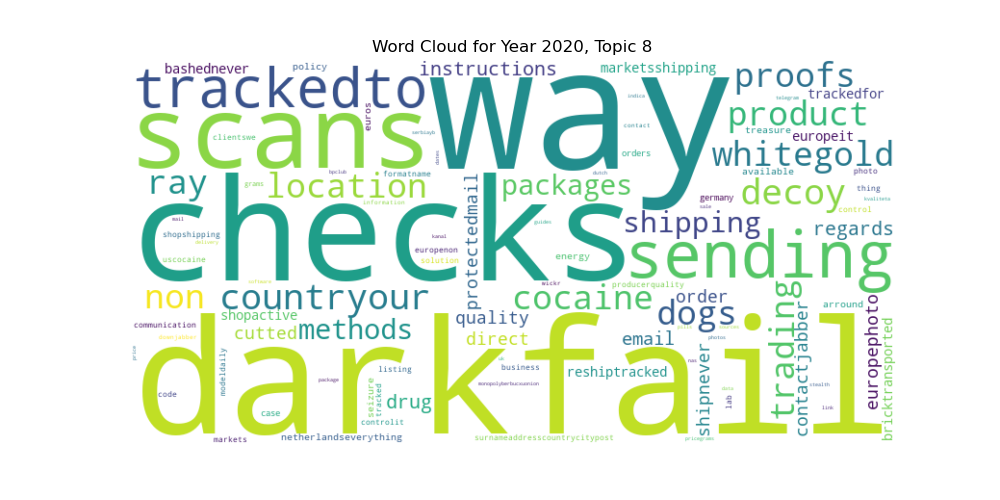 Word Cloud for Year 2020, Topic 8
bashednever
policy
instructions
marketsshipping
proofs
trackedto
way
trackedfor
scans
euros
product
clientswe
contact
treasure
europeit
orders
whitegold
ray
location
formatname
packages
available
photo
decoy
thing
grams
information
checks
protectedmail
germany
control
shipping
regards
mail
shopshipping
delivery
europenon
kanal
guides
sending
uscocaine
solution
energy
non
countryour
cocaine
wickr
producerquality
order
dogs
trading
contactjabber
arround
europephoto
shopactive
communication
cutted
methods
quality
direct
email
darkfail
business
reshiptracked
shipnever
bricktransported
modeldaily
listing
package
code
seizure
tracked
drug
case
controlit
lab
stealth
link
markets
netherlandseverything
surnameaddresscountrycitypost